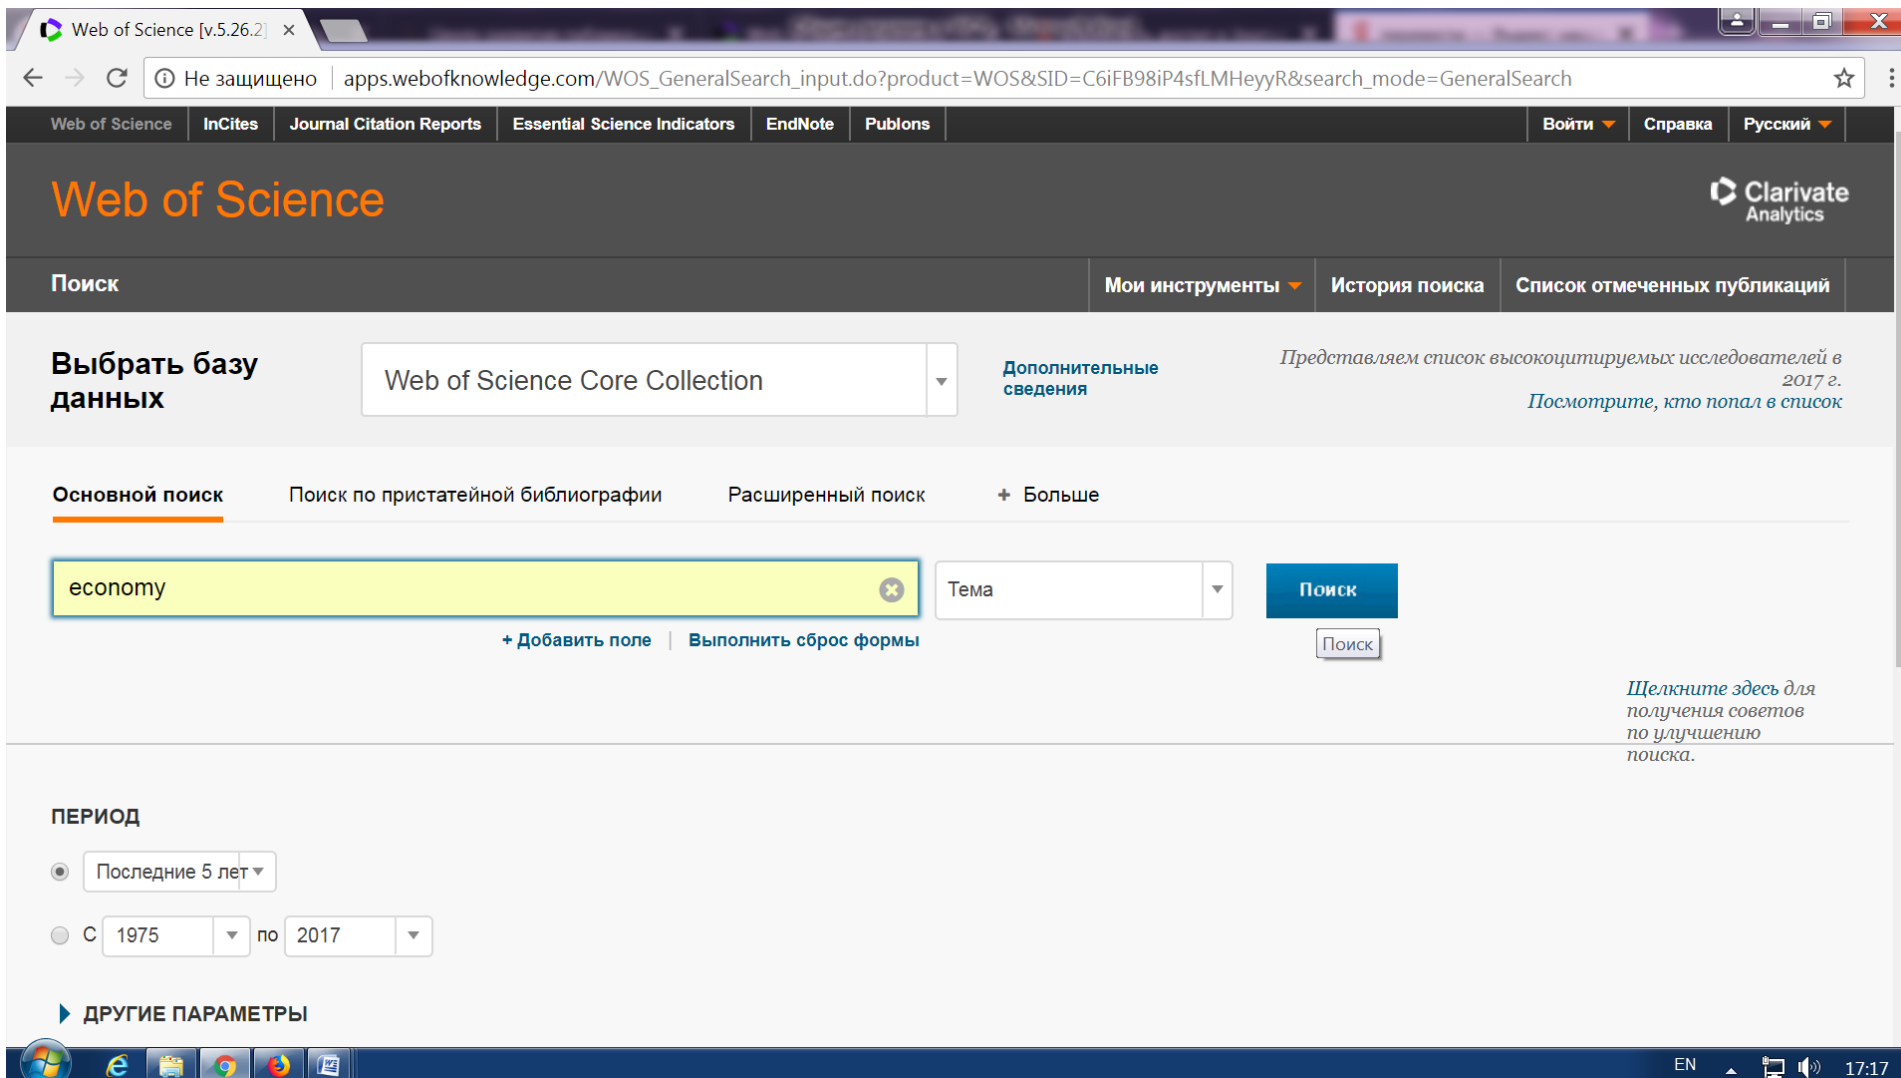 Web of Science [v.5.26.2]
Не защищено apps.webofknowledge.com/WOS_GeneralSearch_input.do?product=WOS&SID=C6iFB98iP4sfLMHeyyR&search_mode=GeneralSearch
Web of Science InCites Journal Citation Reports Essential Science Indicators EndNote Publons Войти Справка Русский
Web of Science
Clarivate
Analytics
Поиск Мои инструменты История поиска Список отмеченных публикаций
Выбрать базу
данных
Web of Science Core Collection
Дополнительные
сведения
Представляем список высокоцитируемых исследователей в
2017 г.
Посмотрите, кто попал в список
Основной поиск Поиск по пристатейной библиографии Расширенный поиск + Больше
economy Тема Поиск
+ Добавить поле | Выполнить сброс формы
Поиск
Щелкните здесь для
получения советов
по улучшению
поиска.
ПЕРИОД
Последние 5 лет
С 1975 по 2017
ДРУГИЕ ПАРАМЕТРЫ
EN 17:17